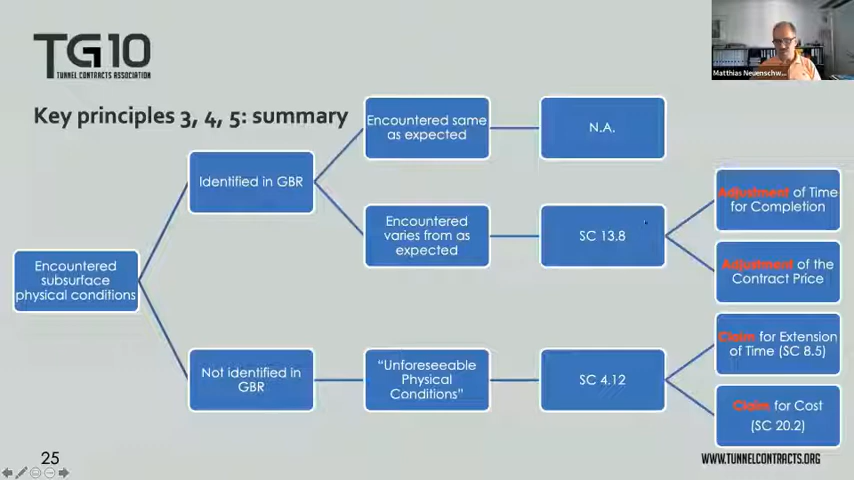 TG10
TUNNEL CONTRACTS ASSOCIATION
Matthias Neuenschw...
Key principles 3, 4, 5: summary
Encountered
subsurface
physical conditions
Identified in GBR
Encountered same
as expected
N.A.
Encountered
varies from as
expected
SC 13.8
Adjustment of Time
for Completion
Adjustment of the
Contract Price
Not identified in
GBR
"Unforeseeable
Physical
Conditions"
SC 4.12
Claim for Extension
of Time (SC 8.5)
Claim for Cost
(SC 20.2)
25
WWW.TUNNELCONTRACTS.ORG